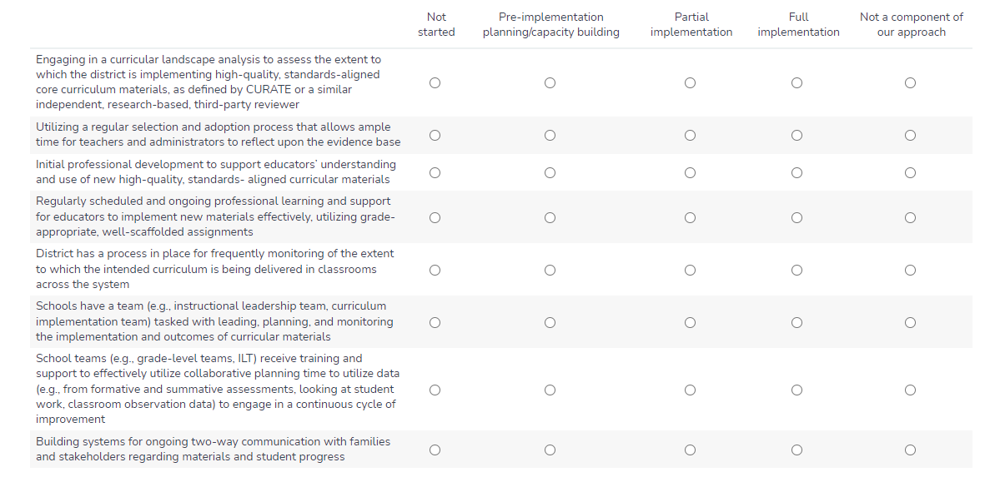 Not started
Pre-implementation planning/capacity building
Partial implementation
Full implementation
Not a component of our approach
Engaging in a curricular landscape analysis to assess the extent to
which the district is implementing high-quality, standards-aligned
core curriculum materials, as defined by CURATE or a similar
independent, research-based, third-party reviewer
Utilizing a regular selection and adoption process that allows ample
time for teachers and administrators to reflect upon the evidence base
Initial professional development to support educators' understanding
and use of new high-quality, standards- aligned curricular materials
Regularly scheduled and ongoing professional learning and support
for educators to implement new materials effectively, utilizing grade-
appropriate, well-scaffolded assignments
District has a process in place for frequently monitoring of the extent
to which the intended curriculum is being delivered in classrooms
across the system
Schools have a team (e.g., instructional leadership team, curriculum
implementation team) tasked with leading, planning, and monitoring
the implementation and outcomes of curricular materials
School teams (e.g., grade-level teams, ILT) receive training and
support to effectively utilize collaborative planning time to utilize data
(e.g., from formative and summative assessments, looking at student
work, classroom observation data) to engage in a continuous cycle of
improvement
Building systems for ongoing two-way communication with families
and stakeholders regarding materials and student progress